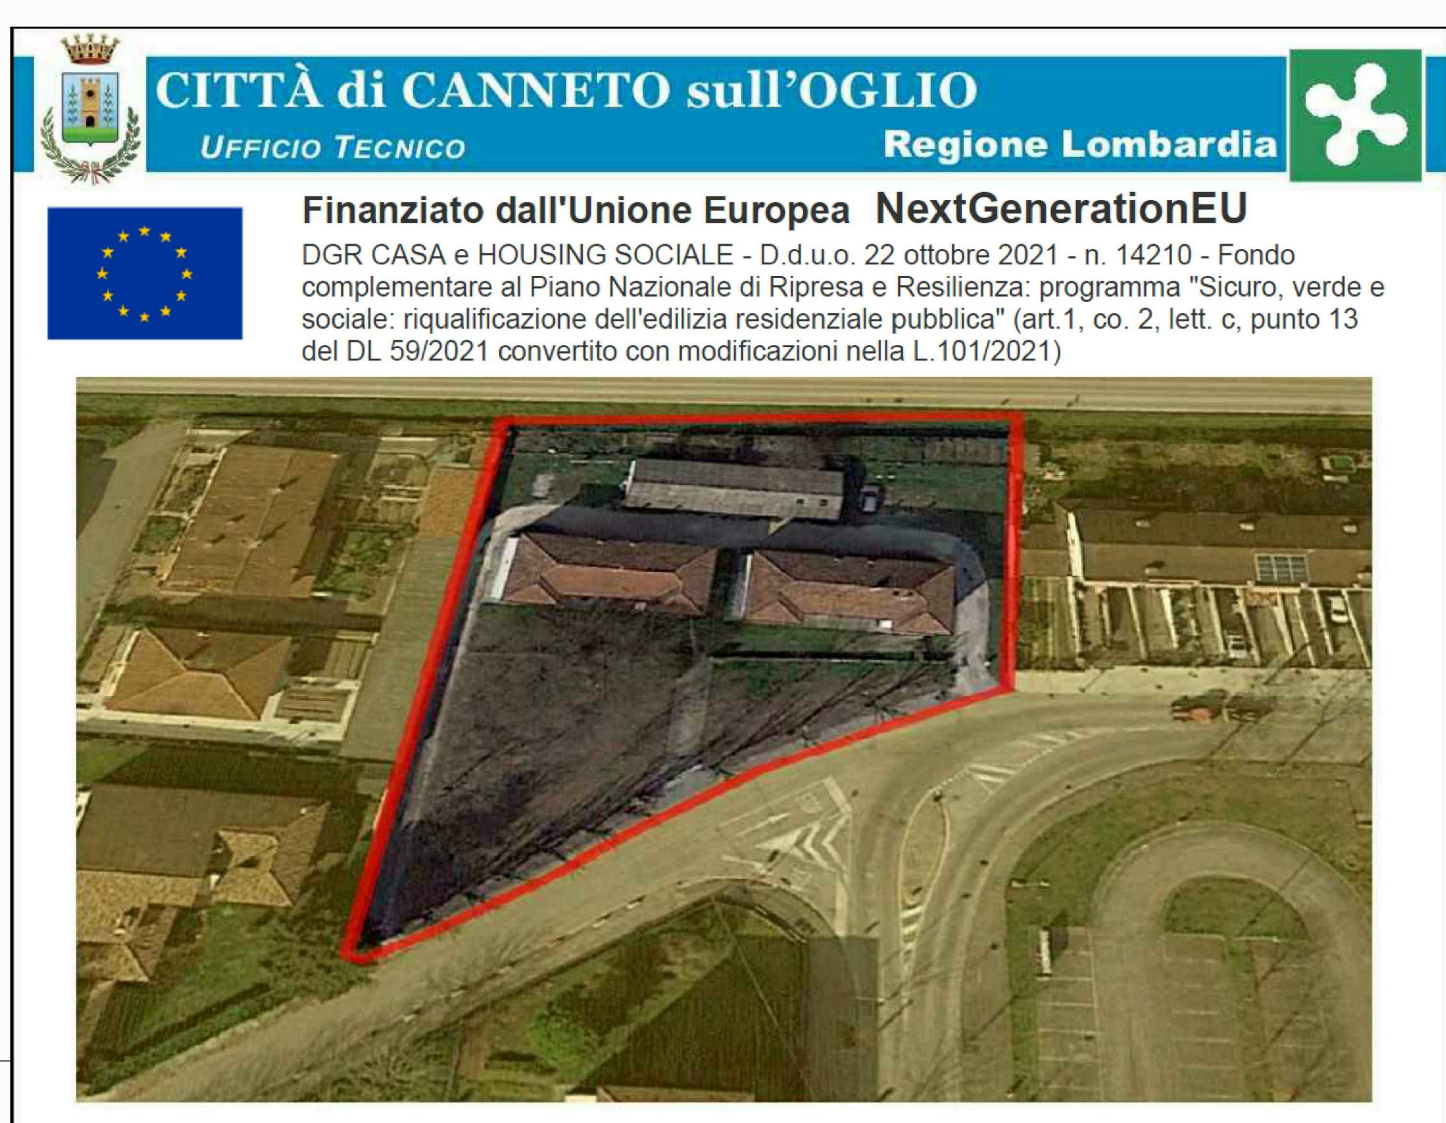 CITTÀ di CANNETO sull'OGLIO
UFFICIO TECNICO
Regione Lombardia
Finanziato dall'Unione Europea NextGenerationEU
DGR CASA e HOUSING SOCIALE - D.d.u.o. 22 ottobre 2021 - n. 14210 - Fondo
complementare al Piano Nazionale di Ripresa e Resilienza: programma "Sicuro, verde e
sociale: riqualificazione dell'edilizia residenziale pubblica" (art.1, co. 2, lett. c, punto 13
del DL 59/2021 convertito con modificazioni nella L.101/2021)